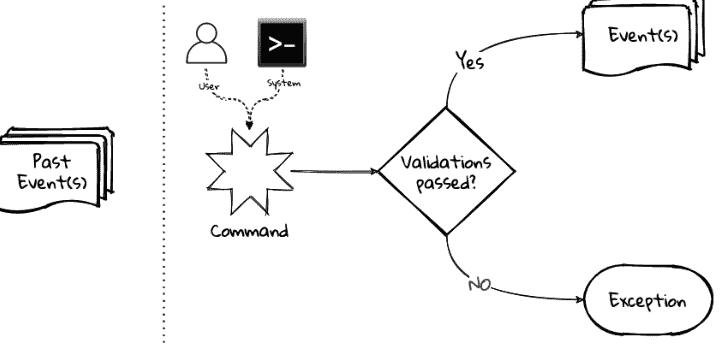 Past
Event(s)
>-
User
System
Command
Validations
passed?
Yes
Event(s)
NO
Exception